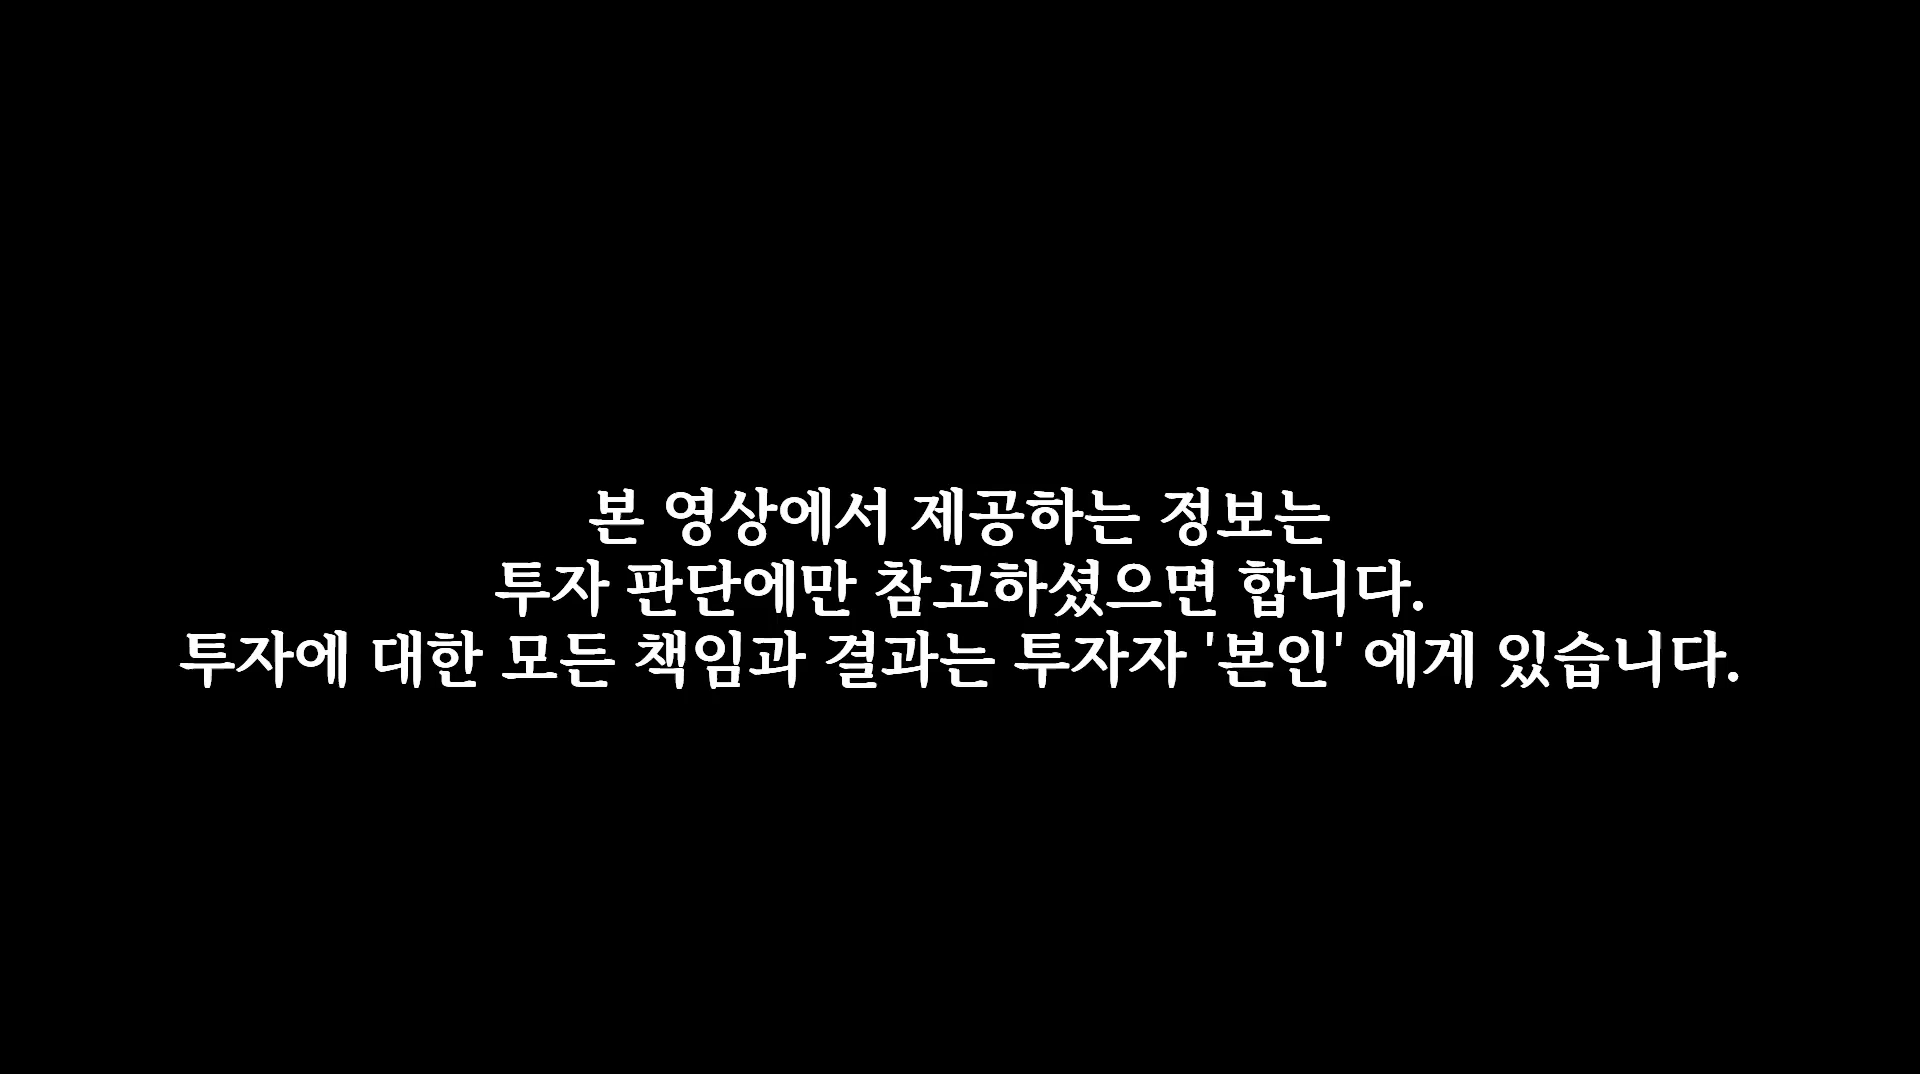 본 영상에서 제공하는 정보는
투자 판단에만 참고하셨으면 합니다.
투자에 대한 모든 책임과 결과는 투자자 '본인' 에게 있습니다.